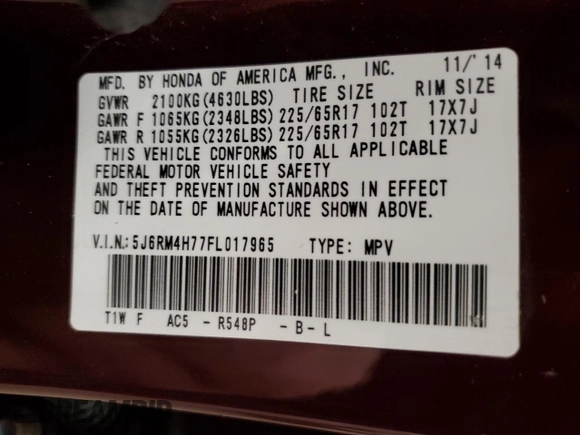 MFD. BY HONDA OF AMERICA MFG., INC. 11/'14
GVWR 2100KG(4630LBS) TIRE SIZE RIM SIZE
GAWR F 1065KG(2348LBS) 225/65R17 102T 17X7J
GAWR R 1055KG(2326LBS) 225/65R17 102T 17X7J
THIS VEHICLE CONFORMS TO ALL APPLICABLE
FEDERAL MOTOR VEHICLE SAFETY
AND THEFT PREVENTION STANDARDS IN EFFECT
ON THE DATE OF MANUFACTURE SHOWN ABOVE.
V.I.N.: 5J6RM4H77FL017965 TYPE: MPV
T1W F AC5 - R548P - B - L